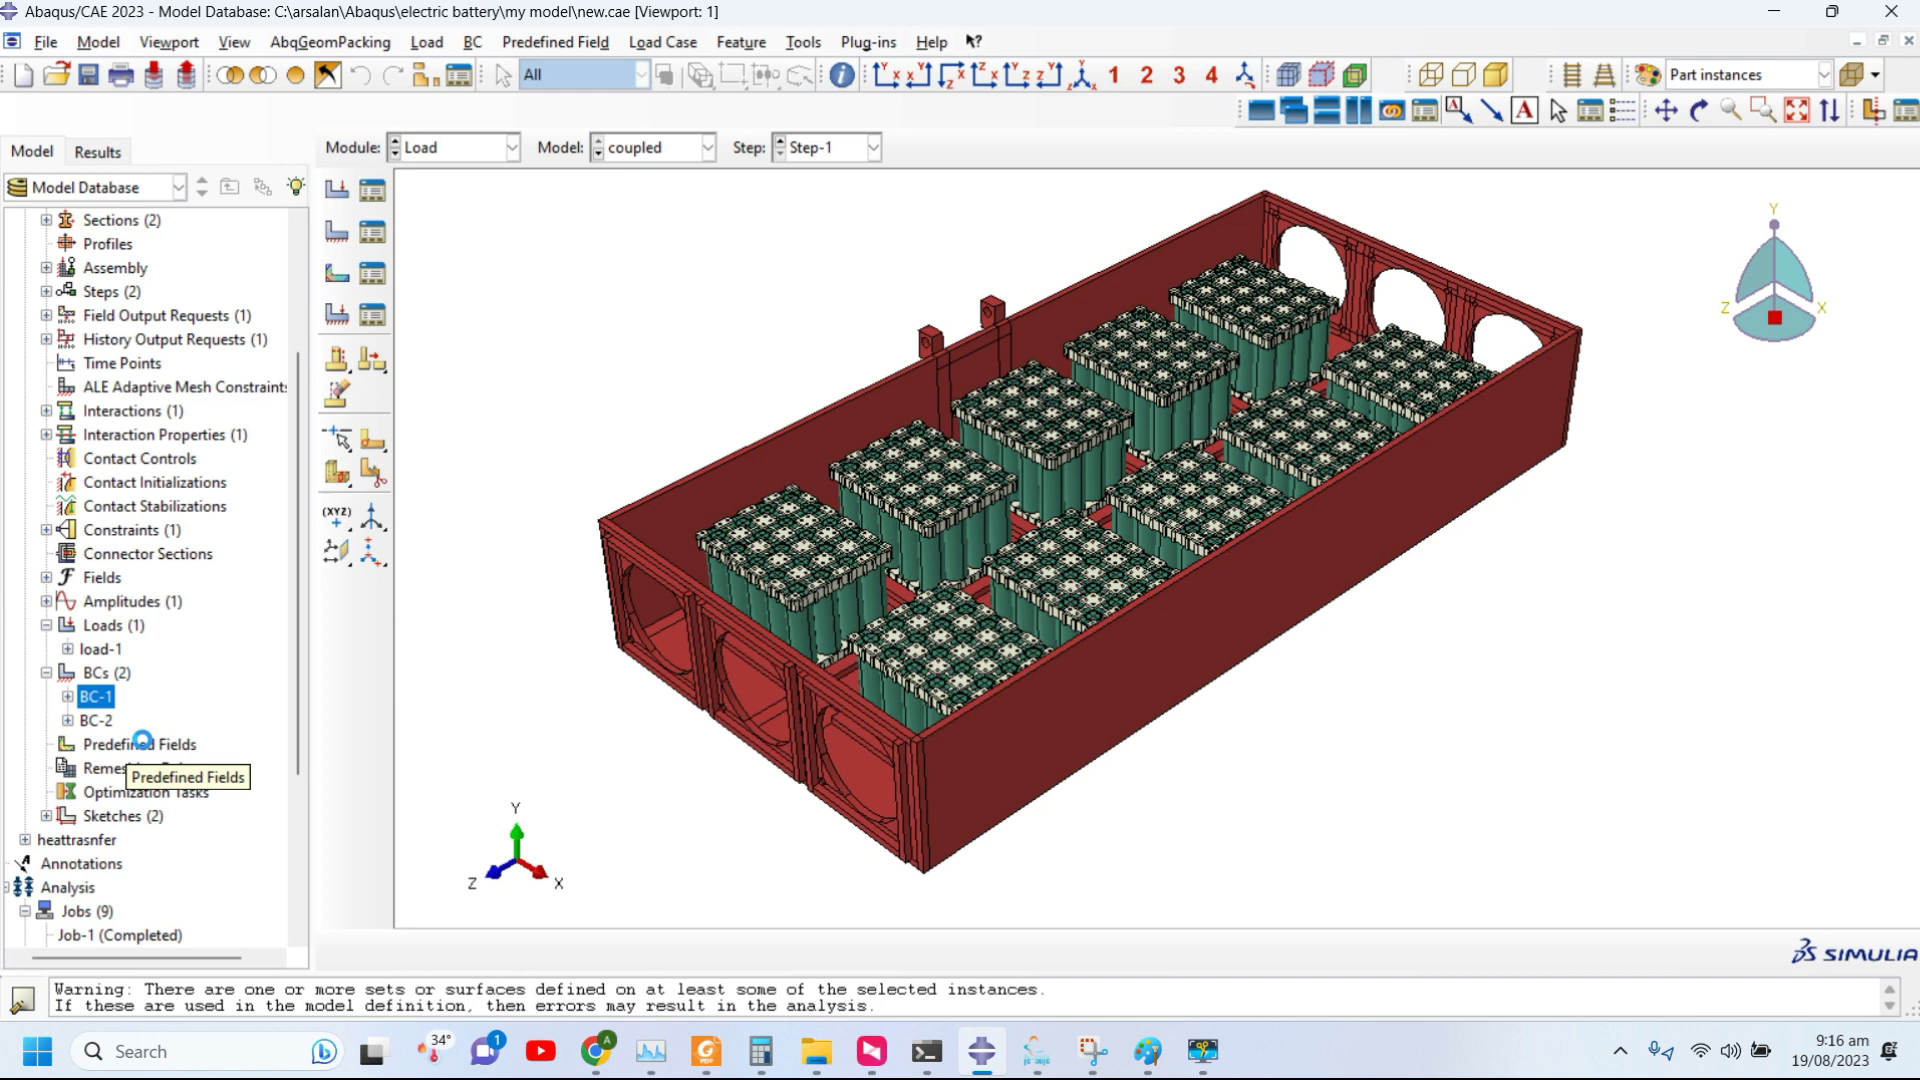 Abaqus/CAE 2023 - Model Database: C:\arsalan\Abaqus\electric battery\my model\new.cae [Viewport: 1]
File Model Viewport View AbqGeomPacking Load BC Predefined Field Load Case Feature Tools Plug-ins Help
All
1 2 3 4
Part instances
Model Results
Module: Load Model: coupled Step: Step-1
Model Database
Sections (2)
Profiles
Assembly
Steps (2)
Field Output Requests (1)
History Output Requests (1)
Time Points
ALE Adaptive Mesh Constraint
Interactions (1)
Interaction Properties (1)
Contact Controls
Contact Initializations
Contact Stabilizations
Constraints (1)
Connector Sections
Fields
Amplitudes (1)
Loads (1)
load-1
BCs (2)
BC-1
BC-2
Predefined Fields
Predefined Fields
Optimization Tasks
Sketches (2)
heattrasnfer
Annotations
Analysis
Jobs (9)
Job-1 (Completed)
(XYZ)
Y
Z X
Y
Z X
SIMULIA
Warning: There are one or more sets or surfaces defined on at least some of the selected instances.
If these are used in the model definition, then errors may result in the analysis.
Search
34°
1
9:16 am
19/08/2023